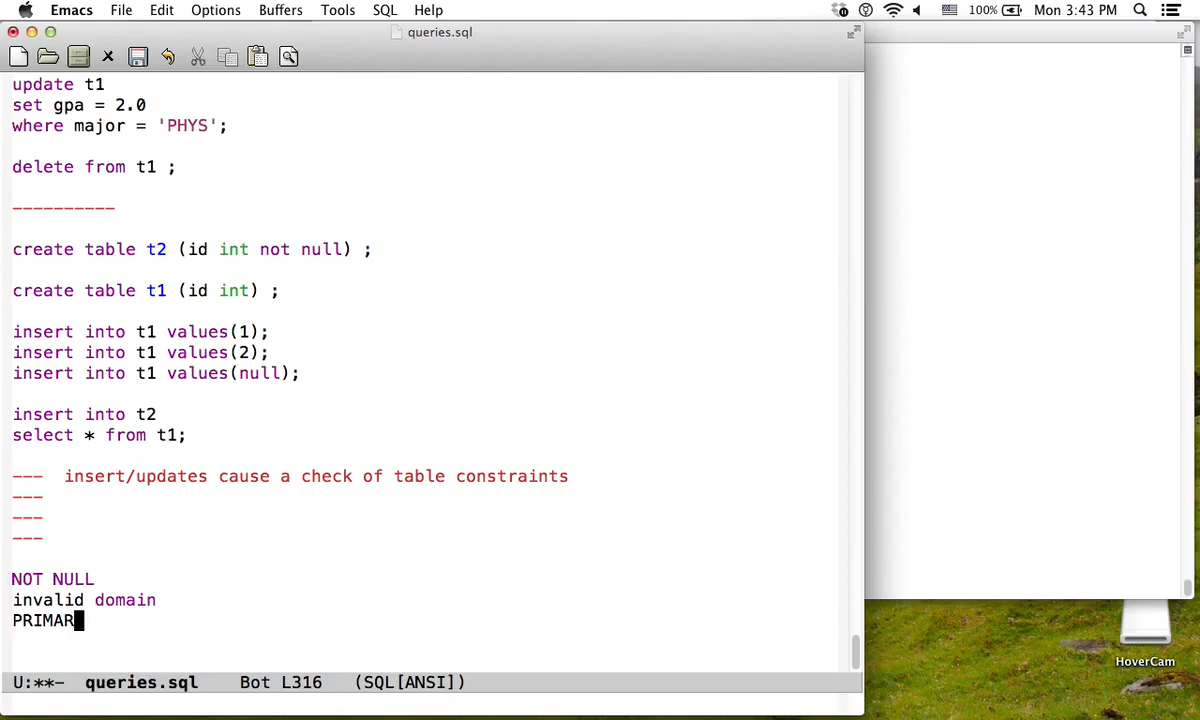 Emacs File Edit Options Buffers Tools SQL Help 100% Mon 3:43 PM
queries.sql
update t1
set gpa = 2.0
where major = 'PHYS';
delete from t1 ;
----------
create table t2 (id int not null) ;
create table t1 (id int) ;
insert into t1 values(1);
insert into t1 values(2);
insert into t1 values(null);
insert into t2
select * from t1;
---  insert/updates cause a check of table constraints
---
---
---
NOT NULL
invalid domain
PRIMAR
HoverCam
U:**-  queries.sql    Bot L316   (SQL[ANSI])